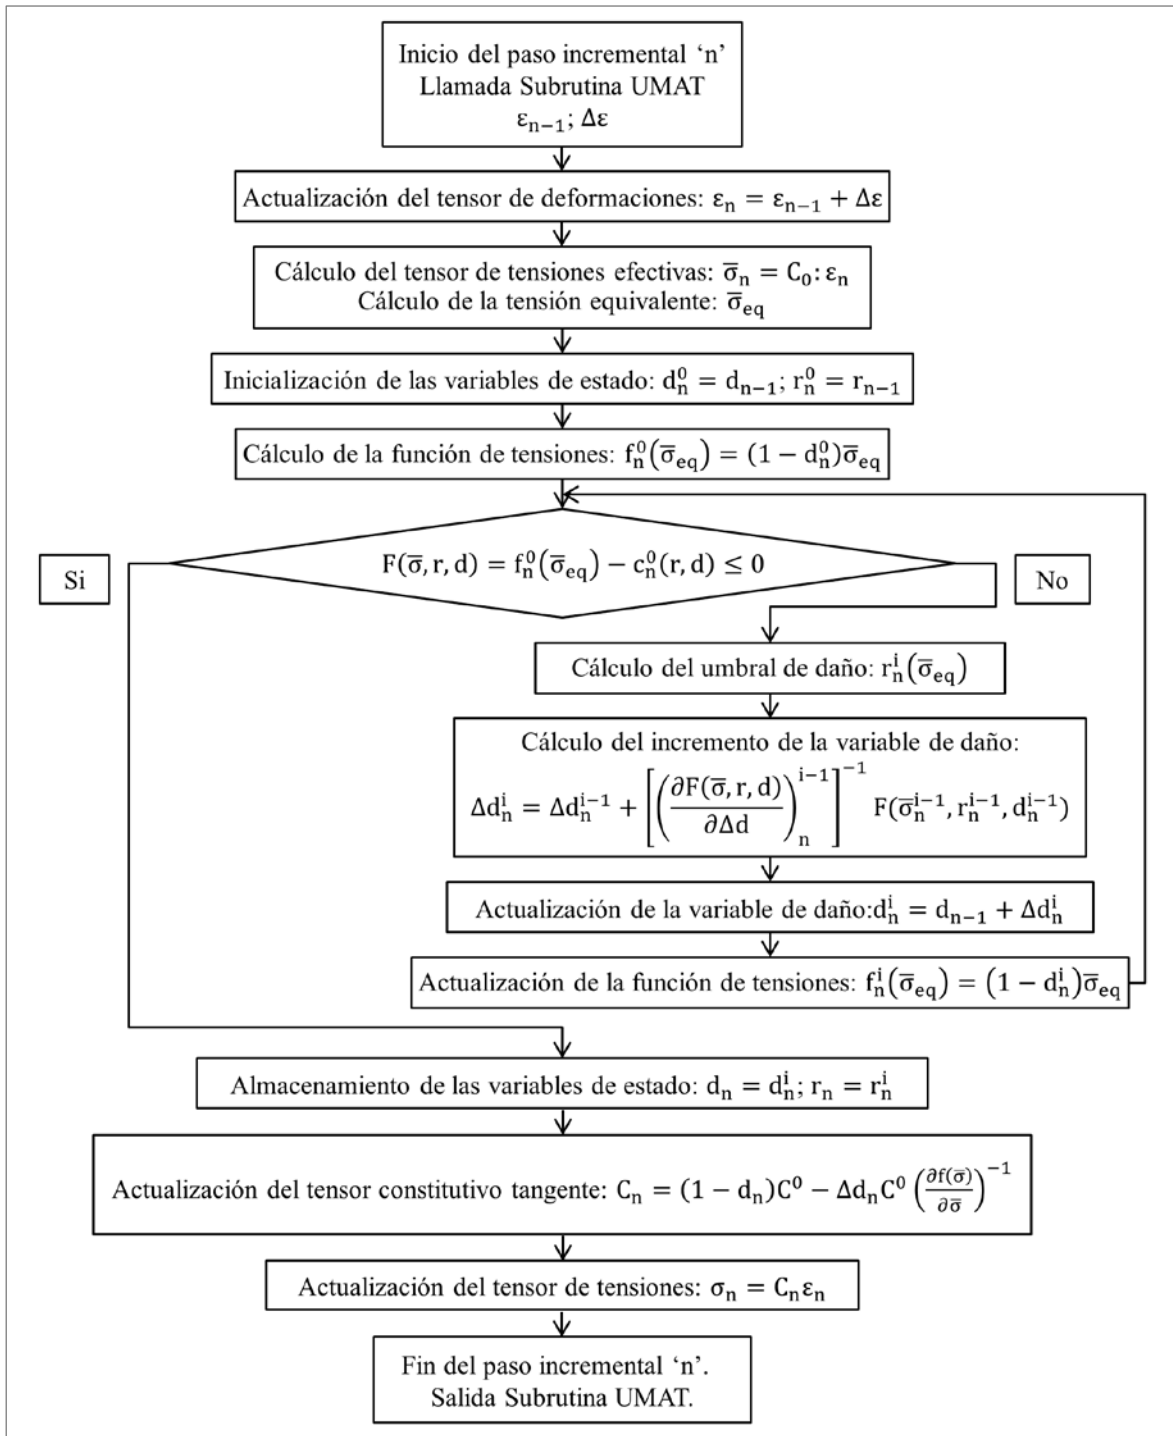 Inicio del paso incremental ‘n’
Llamada Subrutina UMAT
ε_{n−1}; Δε
Actualización del tensor de deformaciones: ε_n = ε_{n−1} + Δε
Cálculo del tensor de tensiones efectivas: σ̅_n = C_0: ε_n
Cálculo de la tensión equivalente: σ̅_{eq}
Inicialización de las variables de estado: d_n^0 = d_{n−1}; r_n^0 = r_{n−1}
Cálculo de la función de tensiones: f_n^0(σ̅_{eq}) = (1 − d_n^0)σ̅_{eq}
F(σ̅, r, d) = f_n^0(σ̅_{eq}) − c_n^0(r, d) ≤ 0
Si
No
Cálculo del umbral de daño: r_n^i(σ̅_{eq})
Cálculo del incremento de la variable de daño:
Δd_n^i = Δd_n^{i−1} + [(∂F(σ̅, r, d)/∂Δd)_n^{i−1}]^{−1} F(σ̅_n^{i−1}, r_n^{i−1}, d_n^{i−1})
Actualización de la variable de daño:d_n^i = d_{n−1} + Δd_n^i
Actualización de la función de tensiones: f_n^i(σ̅_{eq}) = (1 − d_n^i)σ̅_{eq}
Almacenamiento de las variables de estado: d_n = d_n^i; r_n = r_n^i
Actualización del tensor constitutivo tangente: C_n = (1 − d_n)C^0 − Δd_n C^0 (∂f(σ̅)/∂σ̅)^{−1}
Actualización del tensor de tensiones: σ_n = C_n ε_n
Fin del paso incremental ‘n’.
Salida Subrutina UMAT.